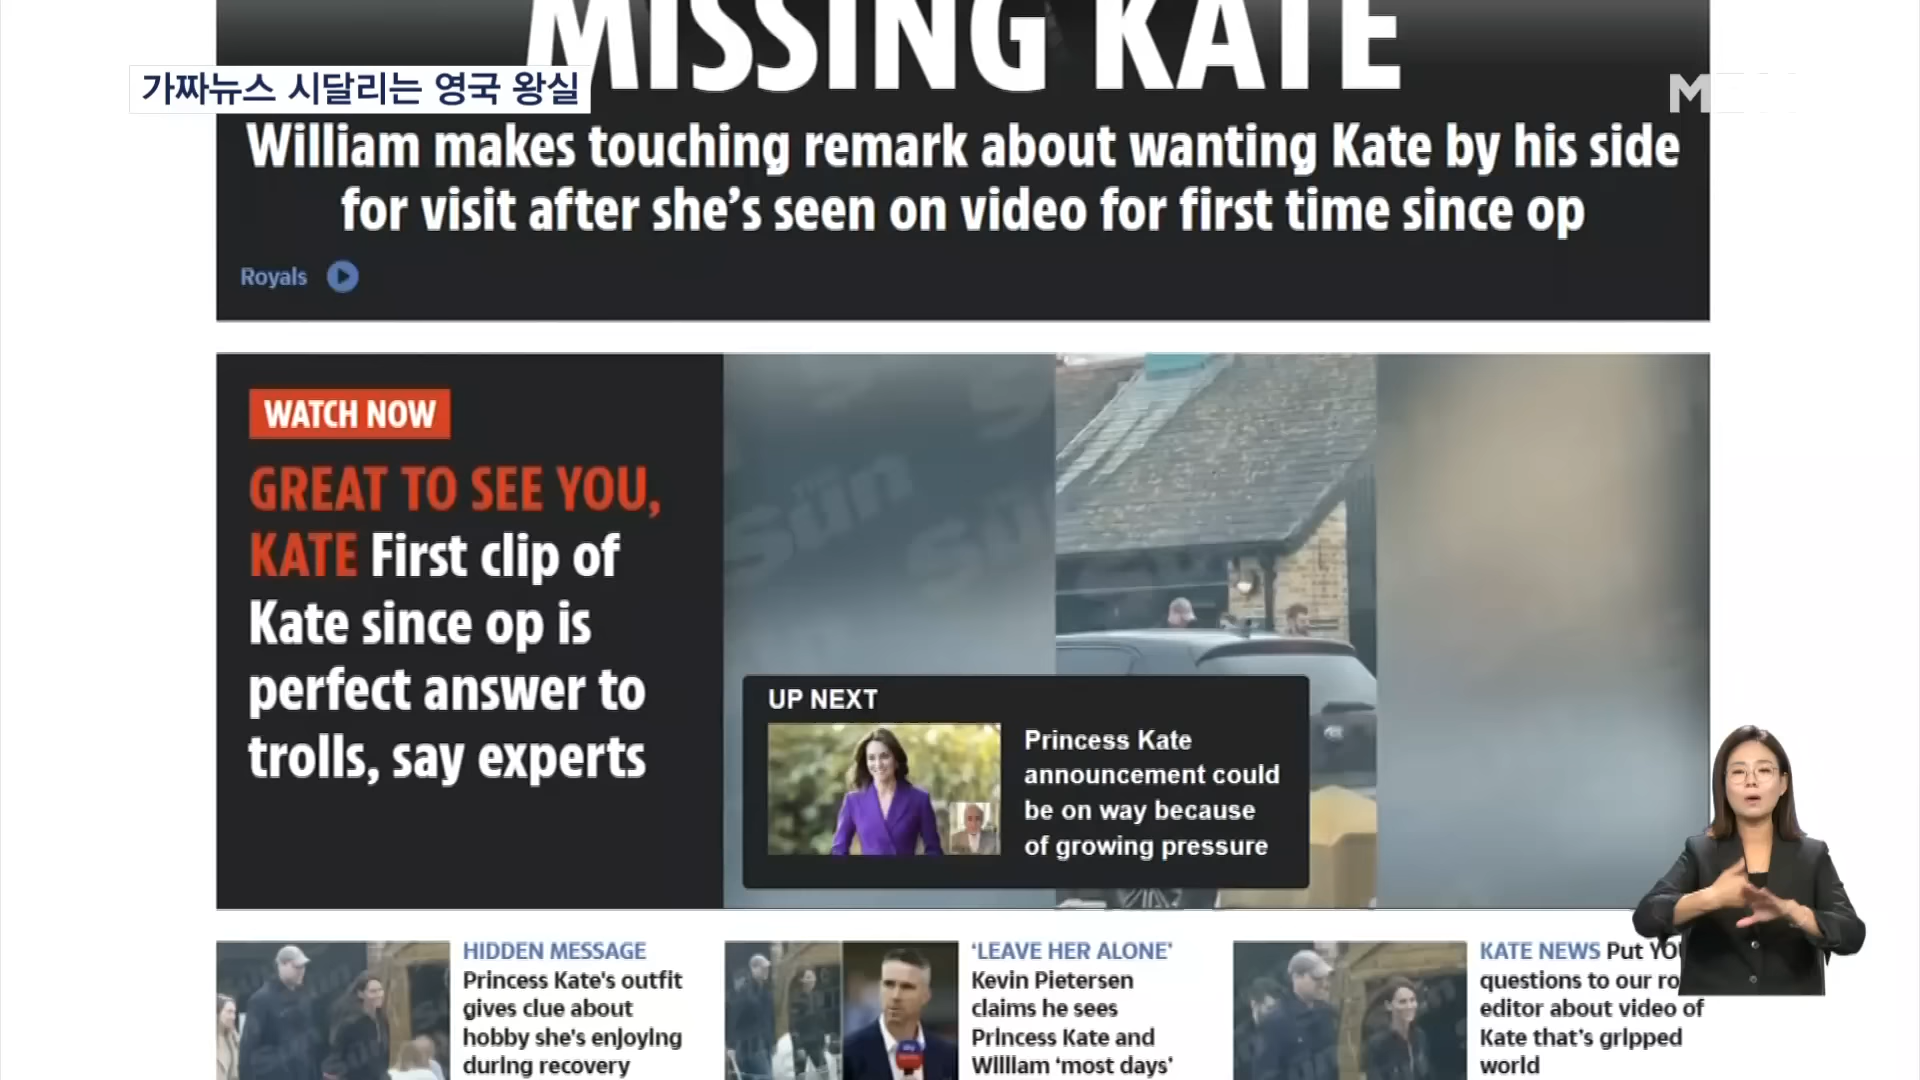 MISSING KATE
가짜뉴스 시달리는 영국 왕실
William makes touching remark about wanting Kate by his side
for visit after she's seen on video for first time since op
Royals
WATCH NOW
GREAT TO SEE YOU,
KATE First clip of
Kate since op is
perfect answer to
trolls, say experts
Sun
Sun
UP NEXT
Princess Kate
announcement could
be on way because
of growing pressure
HIDDEN MESSAGE
Princess Kate's outfit
gives clue about
hobby she's enjoying
during recovery
'LEAVE HER ALONE'
Kevin Pietersen
claims he sees
Princess Kate and
William 'most days'
KATE NEWS Put
questions to our
editor about video of
Kate that's gripped
world